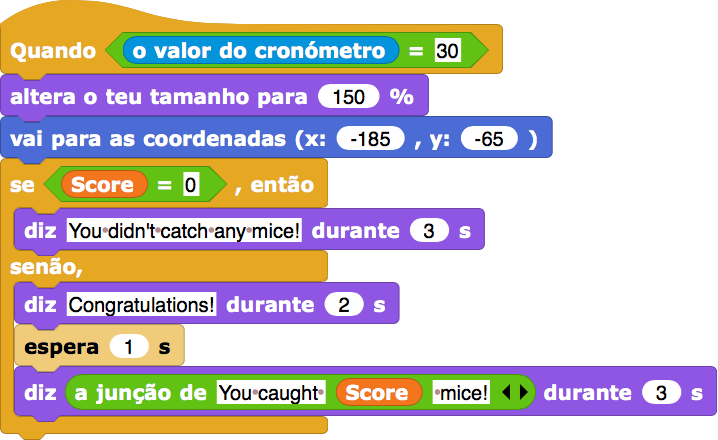 Quando o valor do cronómetro = 30
altera o teu tamanho para 150 %
vai para as coordenadas (x: -185 , y: -65 )
se Score = 0 , então
diz You•didn't•catch•any•mice! durante 3 s
senão,
diz Congratulations! durante 2 s
espera 1 s
diz a junção de You•caught• Score •mice! durante 3 s